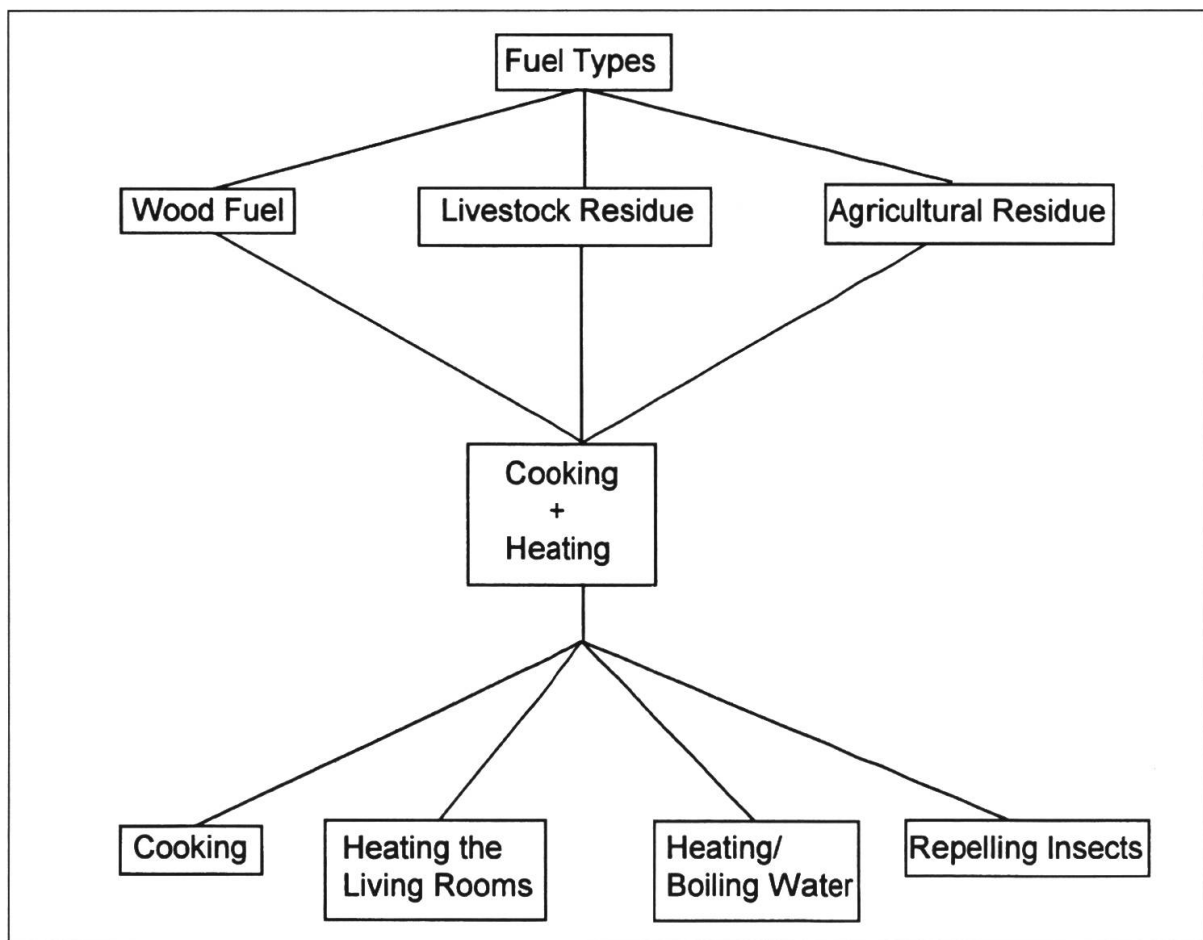 Fuel Types
Wood Fuel
Livestock Residue
Agricultural Residue
Cooking
+
Heating
Cooking
Heating the
Living Rooms
Heating/
Boiling Water
Repelling Insects